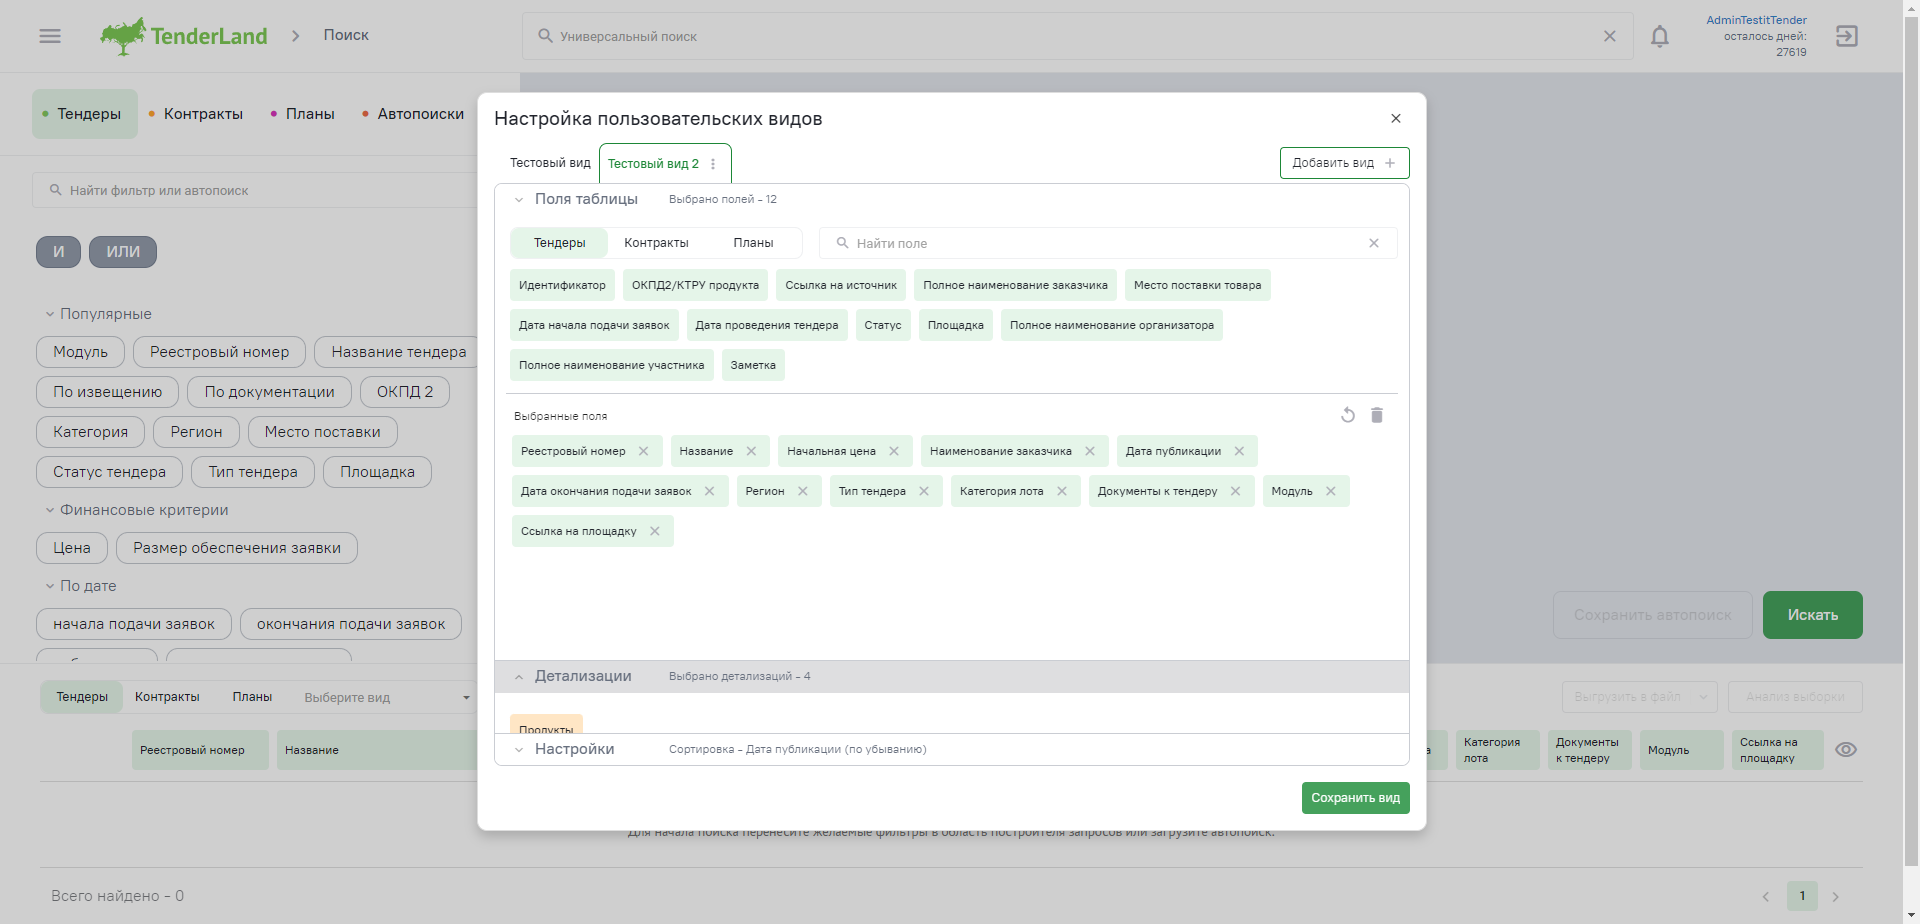 TenderLand
Поиск
Универсальный поиск
AdminTestitTender
осталось дней:
27619
Тендеры
Контракты
Планы
Автопоиски
Найти фильтр или автопоиск
И
ИЛИ
Популярные
Модуль
Реестровый номер
Название тендера
По извещению
По документации
ОКПД 2
Категория
Регион
Место поставки
Статус тендера
Тип тендера
Площадка
Финансовые критерии
Цена
Размер обеспечения заявки
По дате
начала подачи заявок
окончания подачи заявок
Настройка пользовательских видов
Тестовый вид
Тестовый вид 2
Добавить вид
Поля таблицы
Выбрано полей - 12
Тендеры
Контракты
Планы
Найти поле
Идентификатор
ОКПД2/КТРУ продукта
Ссылка на источник
Полное наименование заказчика
Место поставки товара
Дата начала подачи заявок
Дата проведения тендера
Статус
Площадка
Полное наименование организатора
Полное наименование участника
Заметка
Выбранные поля
Реестровый номер
Название
Начальная цена
Наименование заказчика
Дата публикации
Дата окончания подачи заявок
Регион
Тип тендера
Категория лота
Документы к тендеру
Модуль
Ссылка на площадку
Детализации
Выбрано детализаций - 4
Продукты
Настройки
Сортировка - Дата публикации (по убыванию)
Сохранить вид
Сохранить автопоиск
Искать
Тендеры
Контракты
Планы
Выберите вид
Выгрузить в файл
Анализ выборки
Реестровый номер
Название
а
Категория
лота
Документы
к тендеру
Модуль
Ссылка на
площадку
Для начала поиска перенесите желаемые фильтры в область построителя запросов или загрузите автопоиск.
Всего найдено - 0
1